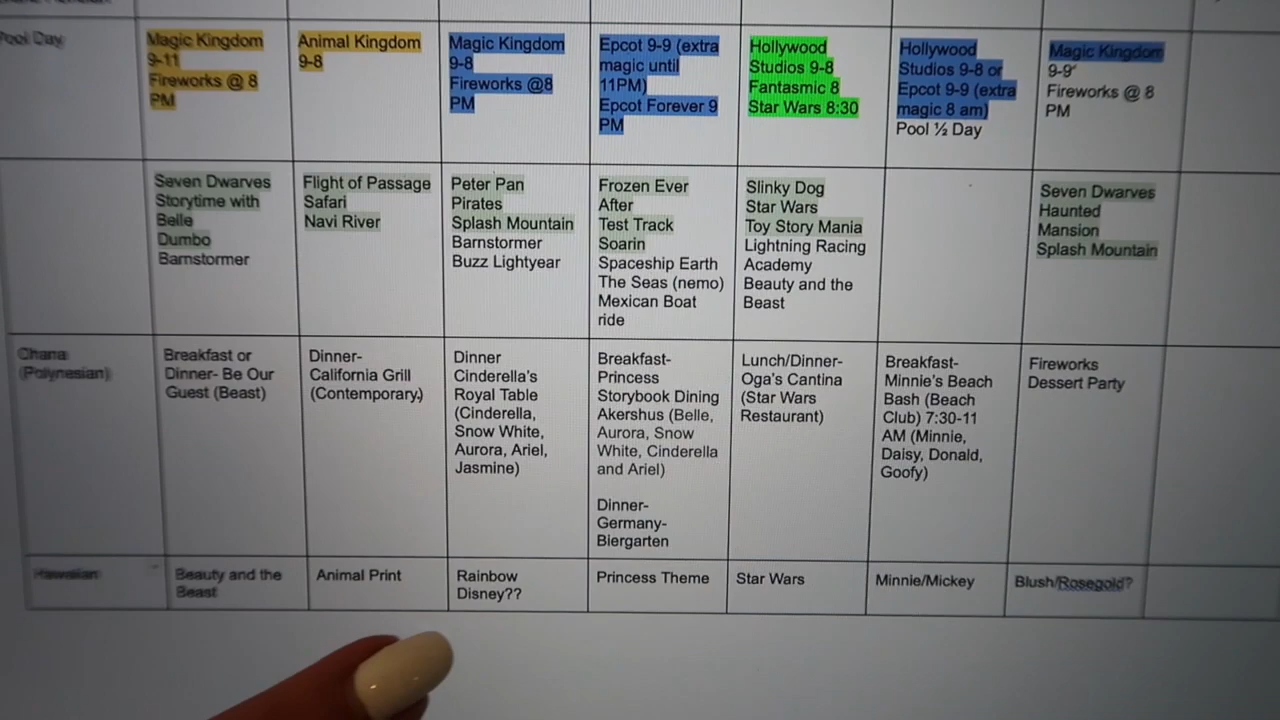 Pool Day
Magic Kingdom
9-11
Fireworks @ 8
PM
Animal Kingdom
9-8
Magic Kingdom
9-8
Fireworks @8
PM
Epcot 9-9 (extra
magic until
11PM)
Epcot Forever 9
PM
Hollywood
Studios 9-8
Fantasmic 8
Star Wars 8:30
Hollywood
Studios 9-8 or
Epcot 9-9 (extra
magic 8 am)
Pool ½ Day
Magic Kingdom
9-9
Fireworks @ 8
PM
Seven Dwarves
Storytime with
Belle
Dumbo
Barnstormer
Flight of Passage
Safari
Navi River
Peter Pan
Pirates
Splash Mountain
Barnstormer
Buzz Lightyear
Frozen Ever
After
Test Track
Soarin
Spaceship Earth
The Seas (nemo)
Mexican Boat
ride
Slinky Dog
Star Wars
Toy Story Mania
Lightning Racing
Academy
Beauty and the
Beast
Seven Dwarves
Haunted
Mansion
Splash Mountain
(Polynesian)
Breakfast or
Dinner- Be Our
Guest (Beast)
Dinner-
California Grill
(Contemporary)
Dinner
Cinderella's
Royal Table
(Cinderella,
Snow White,
Aurora, Ariel,
Jasmine)
Breakfast-
Princess
Storybook Dining
Akershus (Belle,
Aurora, Snow
White, Cinderella
and Ariel)
Dinner-
Germany-
Biergarten
Lunch/Dinner-
Oga's Cantina
(Star Wars
Restaurant)
Breakfast-
Minnie's Beach
Bash (Beach
Club) 7:30-11
AM (Minnie,
Daisy, Donald,
Goofy)
Fireworks
Dessert Party
Hawaiian
Beauty and the
Beast
Animal Print
Rainbow
Disney??
Princess Theme
Star Wars
Minnie/Mickey
Blush/Rosegold?